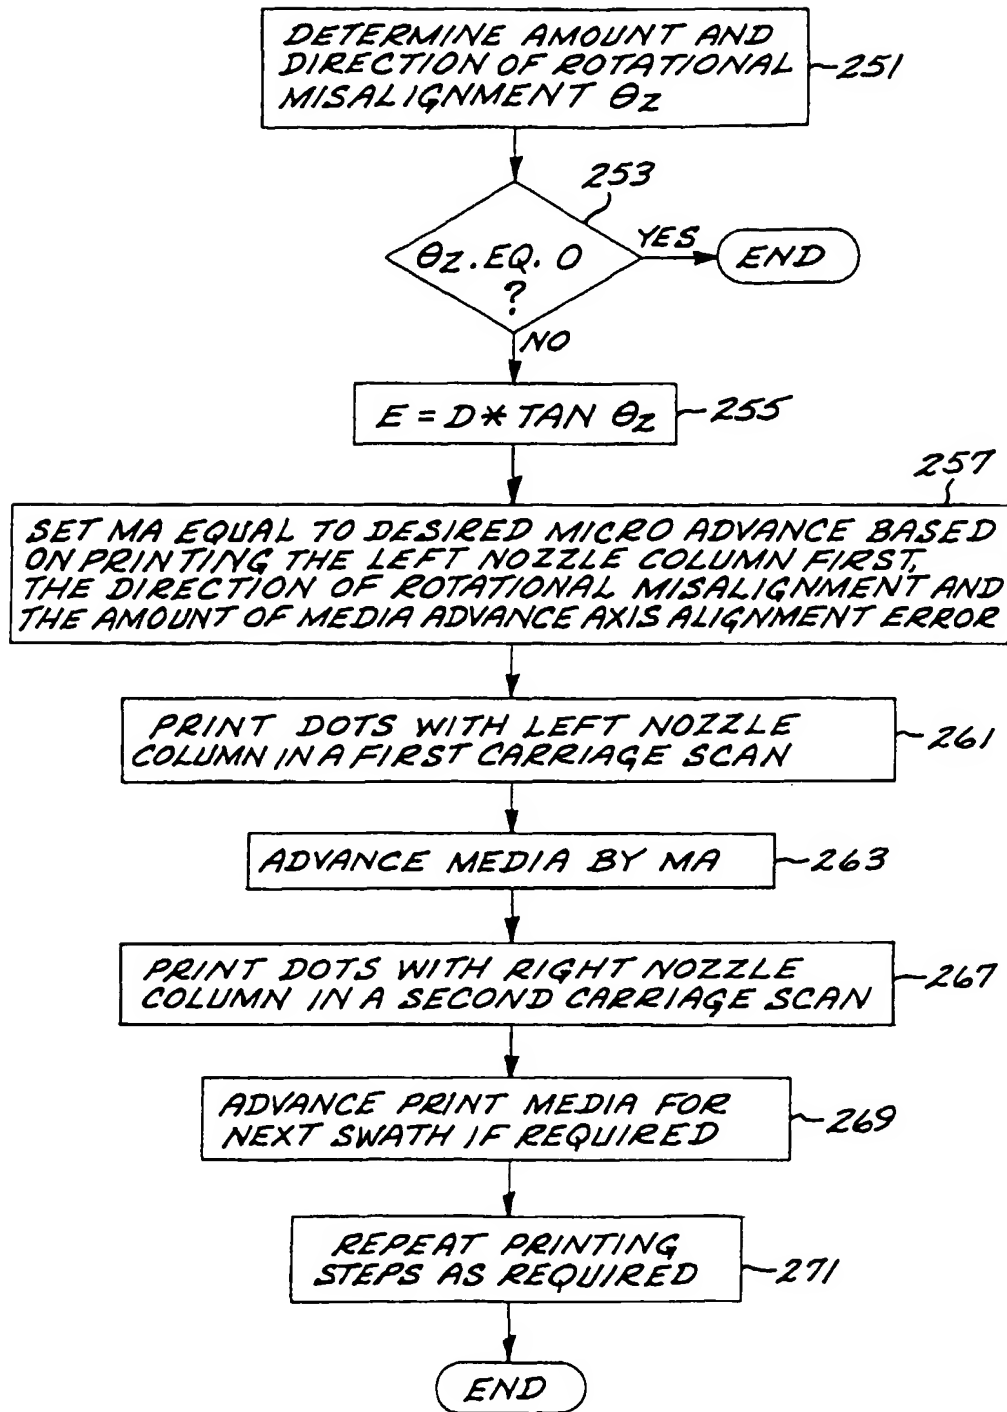 DETERMINE AMOUNT AND
DIRECTION OF ROTATIONAL
MISALIGNMENT θZ
251
253
θZ.EQ. 0
?
YES
END
NO
E = D* TAN θZ
255
257
SET MA EQUAL TO DESIRED MICRO ADVANCE BASED
ON PRINTING THE LEFT NOZZLE COLUMN FIRST,
THE DIRECTION OF ROTATIONAL MISALIGNMENT AND
THE AMOUNT OF MEDIA ADVANCE AXIS ALIGNMENT ERROR
PRINT DOTS WITH LEFT NOZZLE
COLUMN IN A FIRST CARRIAGE SCAN
261
ADVANCE MEDIA BY MA
263
PRINT DOTS WITH RIGHT NOZZLE
COLUMN IN A SECOND CARRIAGE SCAN
267
ADVANCE PRINT MEDIA FOR
NEXT SWATH IF REQUIRED
269
REPEAT PRINTING
STEPS AS REQUIRED
271
END